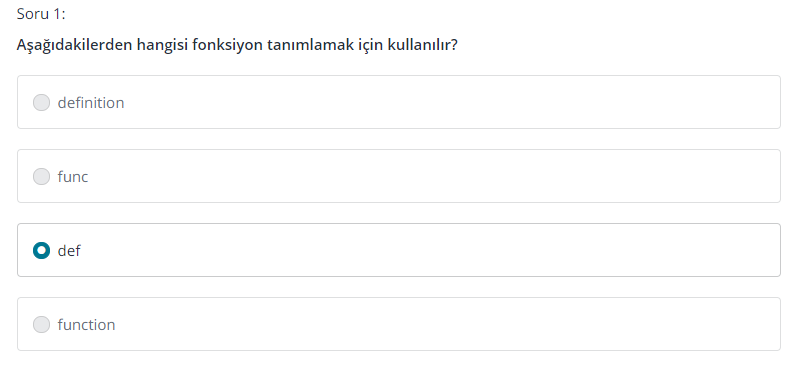 Soru 1:
Aşağıdakilerden hangisi fonksiyon tanımlamak için kullanılır?
definition
func
def
function